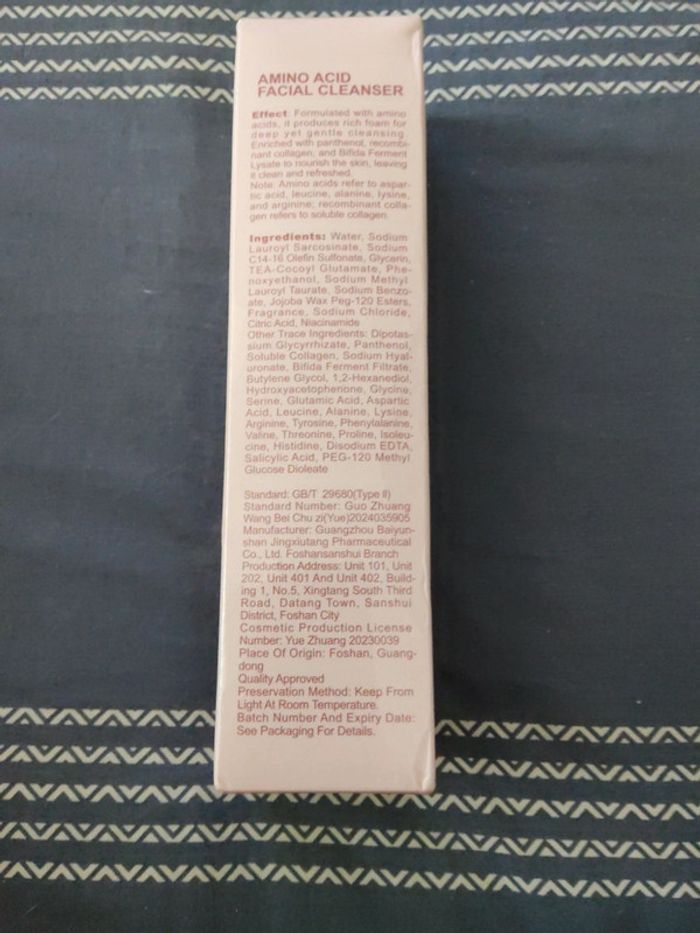 AMINO ACID
FACIAL CLEANSER
Effect: Formulated with amino
acids, it produces rich foam for
deep yet gentle cleansing.
Enriched with panthenol, recombi-
nant collagen, and Bifida Ferment
Lysate to nourish the skin, leaving
it clean and refreshed.
Note: Amino acids refer to aspar-
tic acid, leucine, alanine, lysine,
and arginine; recombinant colla-
gen refers to soluble collagen.
Ingredients: Water, Sodium
Lauroyl Sarcosinate, Sodium
C14-16 Olefin Sulfonate, Glycerin,
TEA-Cocoyl Glutamate, Phe-
noxyethanol, Sodium Methyl
Lauroyl Taurate, Sodium Benzo-
ate, Jojoba Wax Peg-120 Esters,
Fragrance, Sodium Chloride,
Citric Acid, Niacinamide
Other Trace Ingredients: Dipotas-
sium Glycyrrhizate, Panthenol,
Soluble Collagen, Sodium Hyal-
uronate, Bifida Ferment Filtrate,
Butylene Glycol, 1,2-Hexanediol,
Hydroxyacetophenone, Glycine,
Serine, Glutamic Acid, Aspartic
Acid, Leucine, Alanine, Lysine,
Arginine, Tyrosine, Phenylalanine,
Valine, Threonine, Proline, Isoleu-
cine, Histidine, Disodium EDTA,
Salicylic Acid, PEG-120 Methyl
Glucose Dioleate
Standard: GB/T 29680(Type II)
Standard Number: Guo Zhuang
Wang Bei Chu zi(Yue)2024035905
Manufacturer: Guangzhou Baiyun-
shan Jingxiutang Pharmaceutical
Co., Ltd. Foshansanshui Branch
Production Address: Unit 101, Unit
202, Unit 401 And Unit 402, Build-
ing 1, No.5, Xingtang South Third
Road, Datang Town, Sanshui
District, Foshan City
Cosmetic Production License
Number: Yue Zhuang 20230039
Place Of Origin: Foshan, Guang-
dong
Quality Approved
Preservation Method: Keep From
Light At Room Temperature.
Batch Number And Expiry Date:
See Packaging For Details.